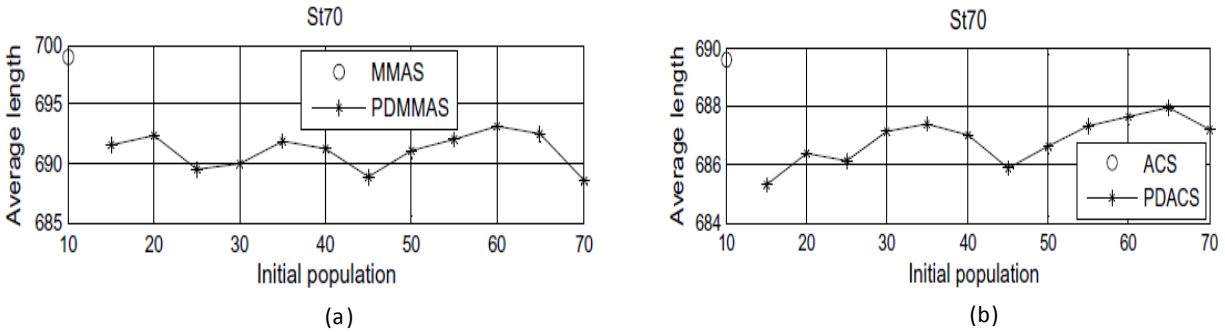 St70
Average length
700
695
690
685
MMAS
PDMMAS
10 20 30 40 50 60 70
Initial population
(a)
St70
Average length
690
688
686
684
ACS
PDACS
10 20 30 40 50 60 70
Initial population
(b)